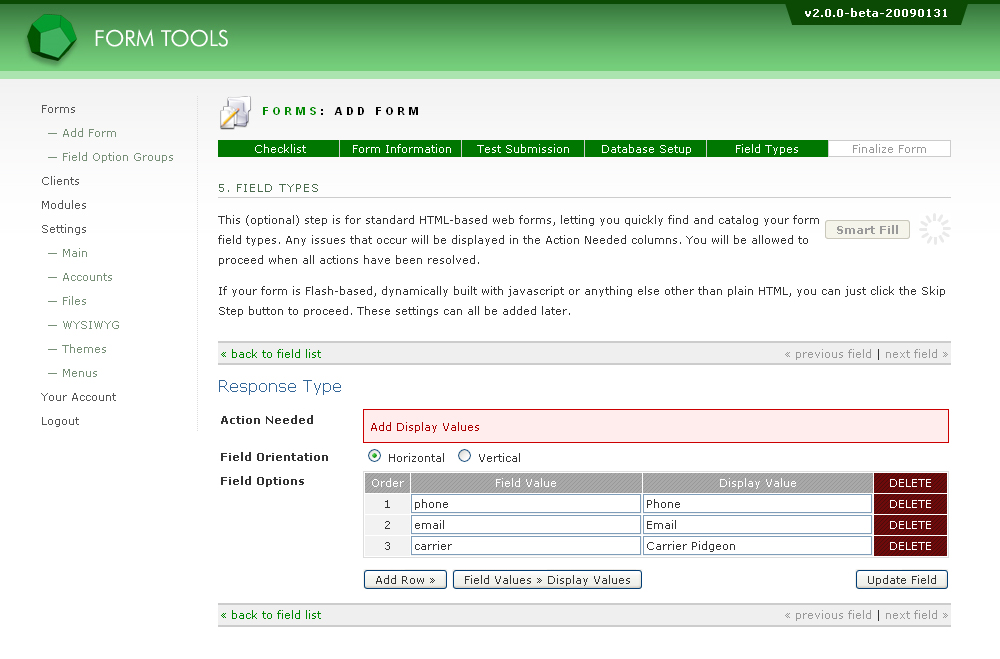 v2.0.0-beta-20090131
FORM TOOLS
Forms
— Add Form
— Field Option Groups
Clients
Modules
Settings
— Main
— Accounts
— Files
— WYSIWYG
— Themes
— Menus
Your Account
Logout
FORMS: ADD FORM
Checklist Form Information Test Submission Database Setup Field Types Finalize Form
5. FIELD TYPES
This (optional) step is for standard HTML-based web forms, letting you quickly find and catalog your form
field types. Any issues that occur will be displayed in the Action Needed columns. You will be allowed to
proceed when all actions have been resolved.
Smart Fill
If your form is Flash-based, dynamically built with javascript or anything else other than plain HTML, you can just click the Skip
Step button to proceed. These settings can all be added later.
« back to field list « previous field | next field »
Response Type
Action Needed Add Display Values
Field Orientation Horizontal Vertical
Field Options
Order Field Value Display Value DELETE
1 phone Phone DELETE
2 email Email DELETE
3 carrier Carrier Pidgeon DELETE
Add Row » Field Values » Display Values Update Field
« back to field list « previous field | next field »